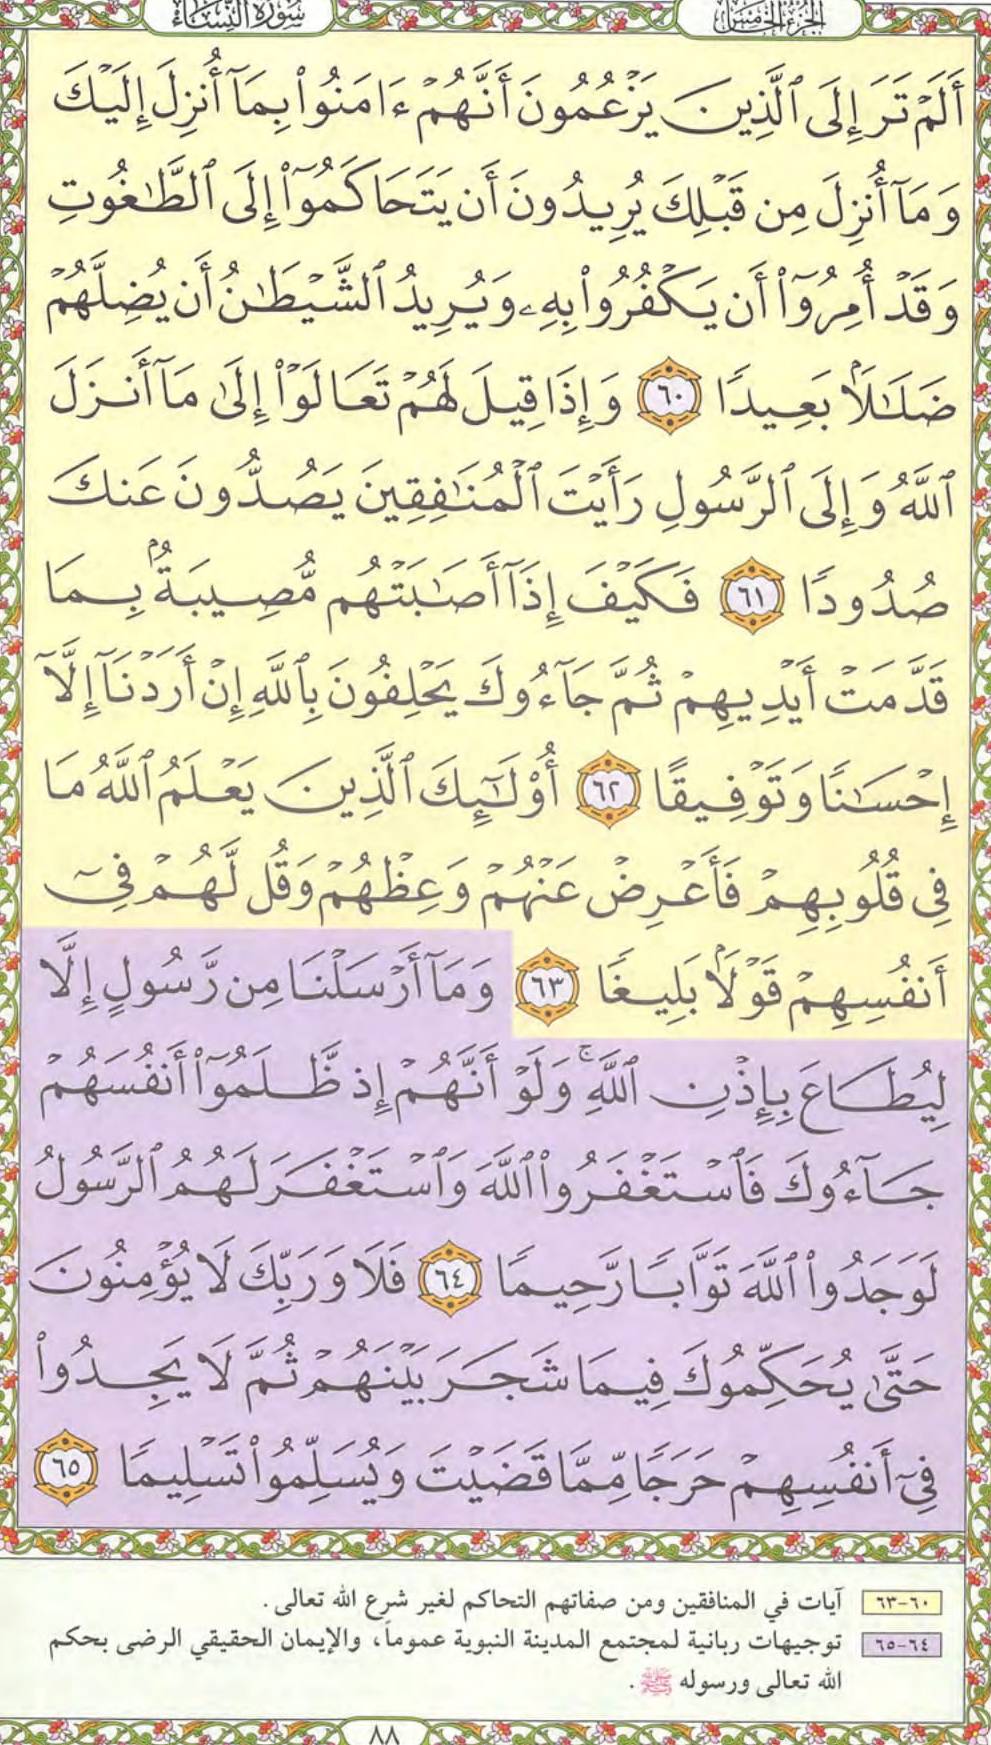 الجزء الخامس
سورة النساء
أَلَمْ تَرَ إِلَى ٱلَّذِينَ يَزْعُمُونَ أَنَّهُمْ ءَامَنُوا۟ بِمَآ أُنزِلَ إِلَيْكَ
وَمَآ أُنزِلَ مِن قَبْلِكَ يُرِيدُونَ أَن يَتَحَاكَمُوٓا۟ إِلَى ٱلطَّـٰغُوتِ
وَقَدْ أُمِرُوٓا۟ أَن يَكْفُرُوا۟ بِهِۦ وَيُرِيدُ ٱلشَّيْطَـٰنُ أَن يُضِلَّهُمْ
ضَلَـٰلًۢا بَعِيدًا ٦٠ وَإِذَا قِيلَ لَهُمْ تَعَالَوْا۟ إِلَىٰ مَآ أَنزَلَ
ٱللَّهُ وَإِلَى ٱلرَّسُولِ رَأَيْتَ ٱلْمُنَـٰفِقِينَ يَصُدُّونَ عَنكَ
صُدُودًا ٦١ فَكَيْفَ إِذَآ أَصَـٰبَتْهُم مُّصِيبَةٌۢ بِمَا
قَدَّمَتْ أَيْدِيهِمْ ثُمَّ جَآءُوكَ يَحْلِفُونَ بِٱللَّهِ إِنْ أَرَدْنَآ إِلَّآ
إِحْسَـٰنًا وَتَوْفِيقًا ٦٢ أُو۟لَـٰٓئِكَ ٱلَّذِينَ يَعْلَمُ ٱللَّهُ مَا
فِى قُلُوبِهِمْ فَأَعْرِضْ عَنْهُمْ وَعِظْهُمْ وَقُل لَّهُمْ فِىٓ
أَنفُسِهِمْ قَوْلًۢا بَلِيغًا ٦٣ وَمَآ أَرْسَلْنَا مِن رَّسُولٍ إِلَّا
لِيُطَاعَ بِإِذْنِ ٱللَّهِ ۚ وَلَوْ أَنَّهُمْ إِذ ظَّلَمُوٓا۟ أَنفُسَهُمْ
جَآءُوكَ فَٱسْتَغْفَرُوا۟ ٱللَّهَ وَٱسْتَغْفَرَ لَهُمُ ٱلرَّسُولُ
لَوَجَدُوا۟ ٱللَّهَ تَوَّابًا رَّحِيمًا ٦٤ فَلَا وَرَبِّكَ لَا يُؤْمِنُونَ
حَتَّىٰ يُحَكِّمُوكَ فِيمَا شَجَرَ بَيْنَهُمْ ثُمَّ لَا يَجِدُوا۟
فِىٓ أَنفُسِهِمْ حَرَجًا مِّمَّا قَضَيْتَ وَيُسَلِّمُوا۟ تَسْلِيمًا ٦٥
٦٠-٦٣ آيات في المنافقين ومن صفاتهم التحاكم لغير شرع الله تعالى.
٦٤-٦٥ توجيهات ربانية لمجتمع المدينة النبوية عموماً، والإيمان الحقيقي الرضى بحكم
الله تعالى ورسوله ﷺ.
٨٨